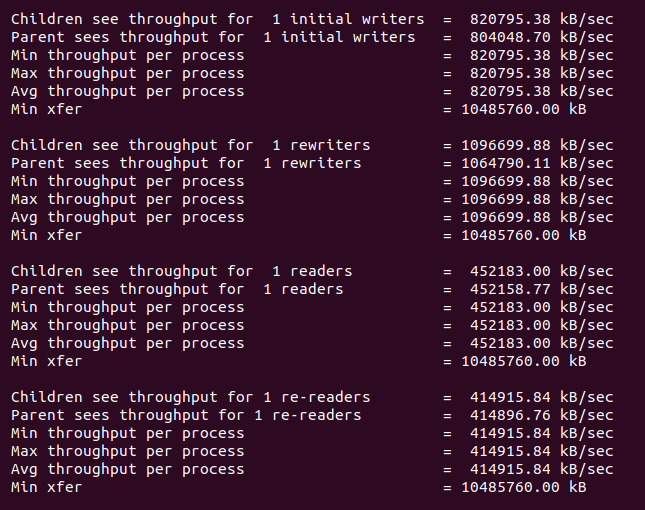 Children see throughput for  1 initial writers  =  820795.38 kB/sec
Parent sees throughput for  1 initial writers   =  804048.70 kB/sec
Min throughput per process                      =  820795.38 kB/sec
Max throughput per process                      =  820795.38 kB/sec
Avg throughput per process                      =  820795.38 kB/sec
Min xfer                                        = 10485760.00 kB

Children see throughput for  1 rewriters        = 1096699.88 kB/sec
Parent sees throughput for  1 rewriters         = 1064790.11 kB/sec
Min throughput per process                      = 1096699.88 kB/sec
Max throughput per process                      = 1096699.88 kB/sec
Avg throughput per process                      = 1096699.88 kB/sec
Min xfer                                        = 10485760.00 kB

Children see throughput for  1 readers          =  452183.00 kB/sec
Parent sees throughput for  1 readers           =  452158.77 kB/sec
Min throughput per process                      =  452183.00 kB/sec
Max throughput per process                      =  452183.00 kB/sec
Avg throughput per process                      =  452183.00 kB/sec
Min xfer                                        = 10485760.00 kB

Children see throughput for 1 re-readers        =  414915.84 kB/sec
Parent sees throughput for 1 re-readers         =  414896.76 kB/sec
Min throughput per process                      =  414915.84 kB/sec
Max throughput per process                      =  414915.84 kB/sec
Avg throughput per process                      =  414915.84 kB/sec
Min xfer                                        = 10485760.00 kB